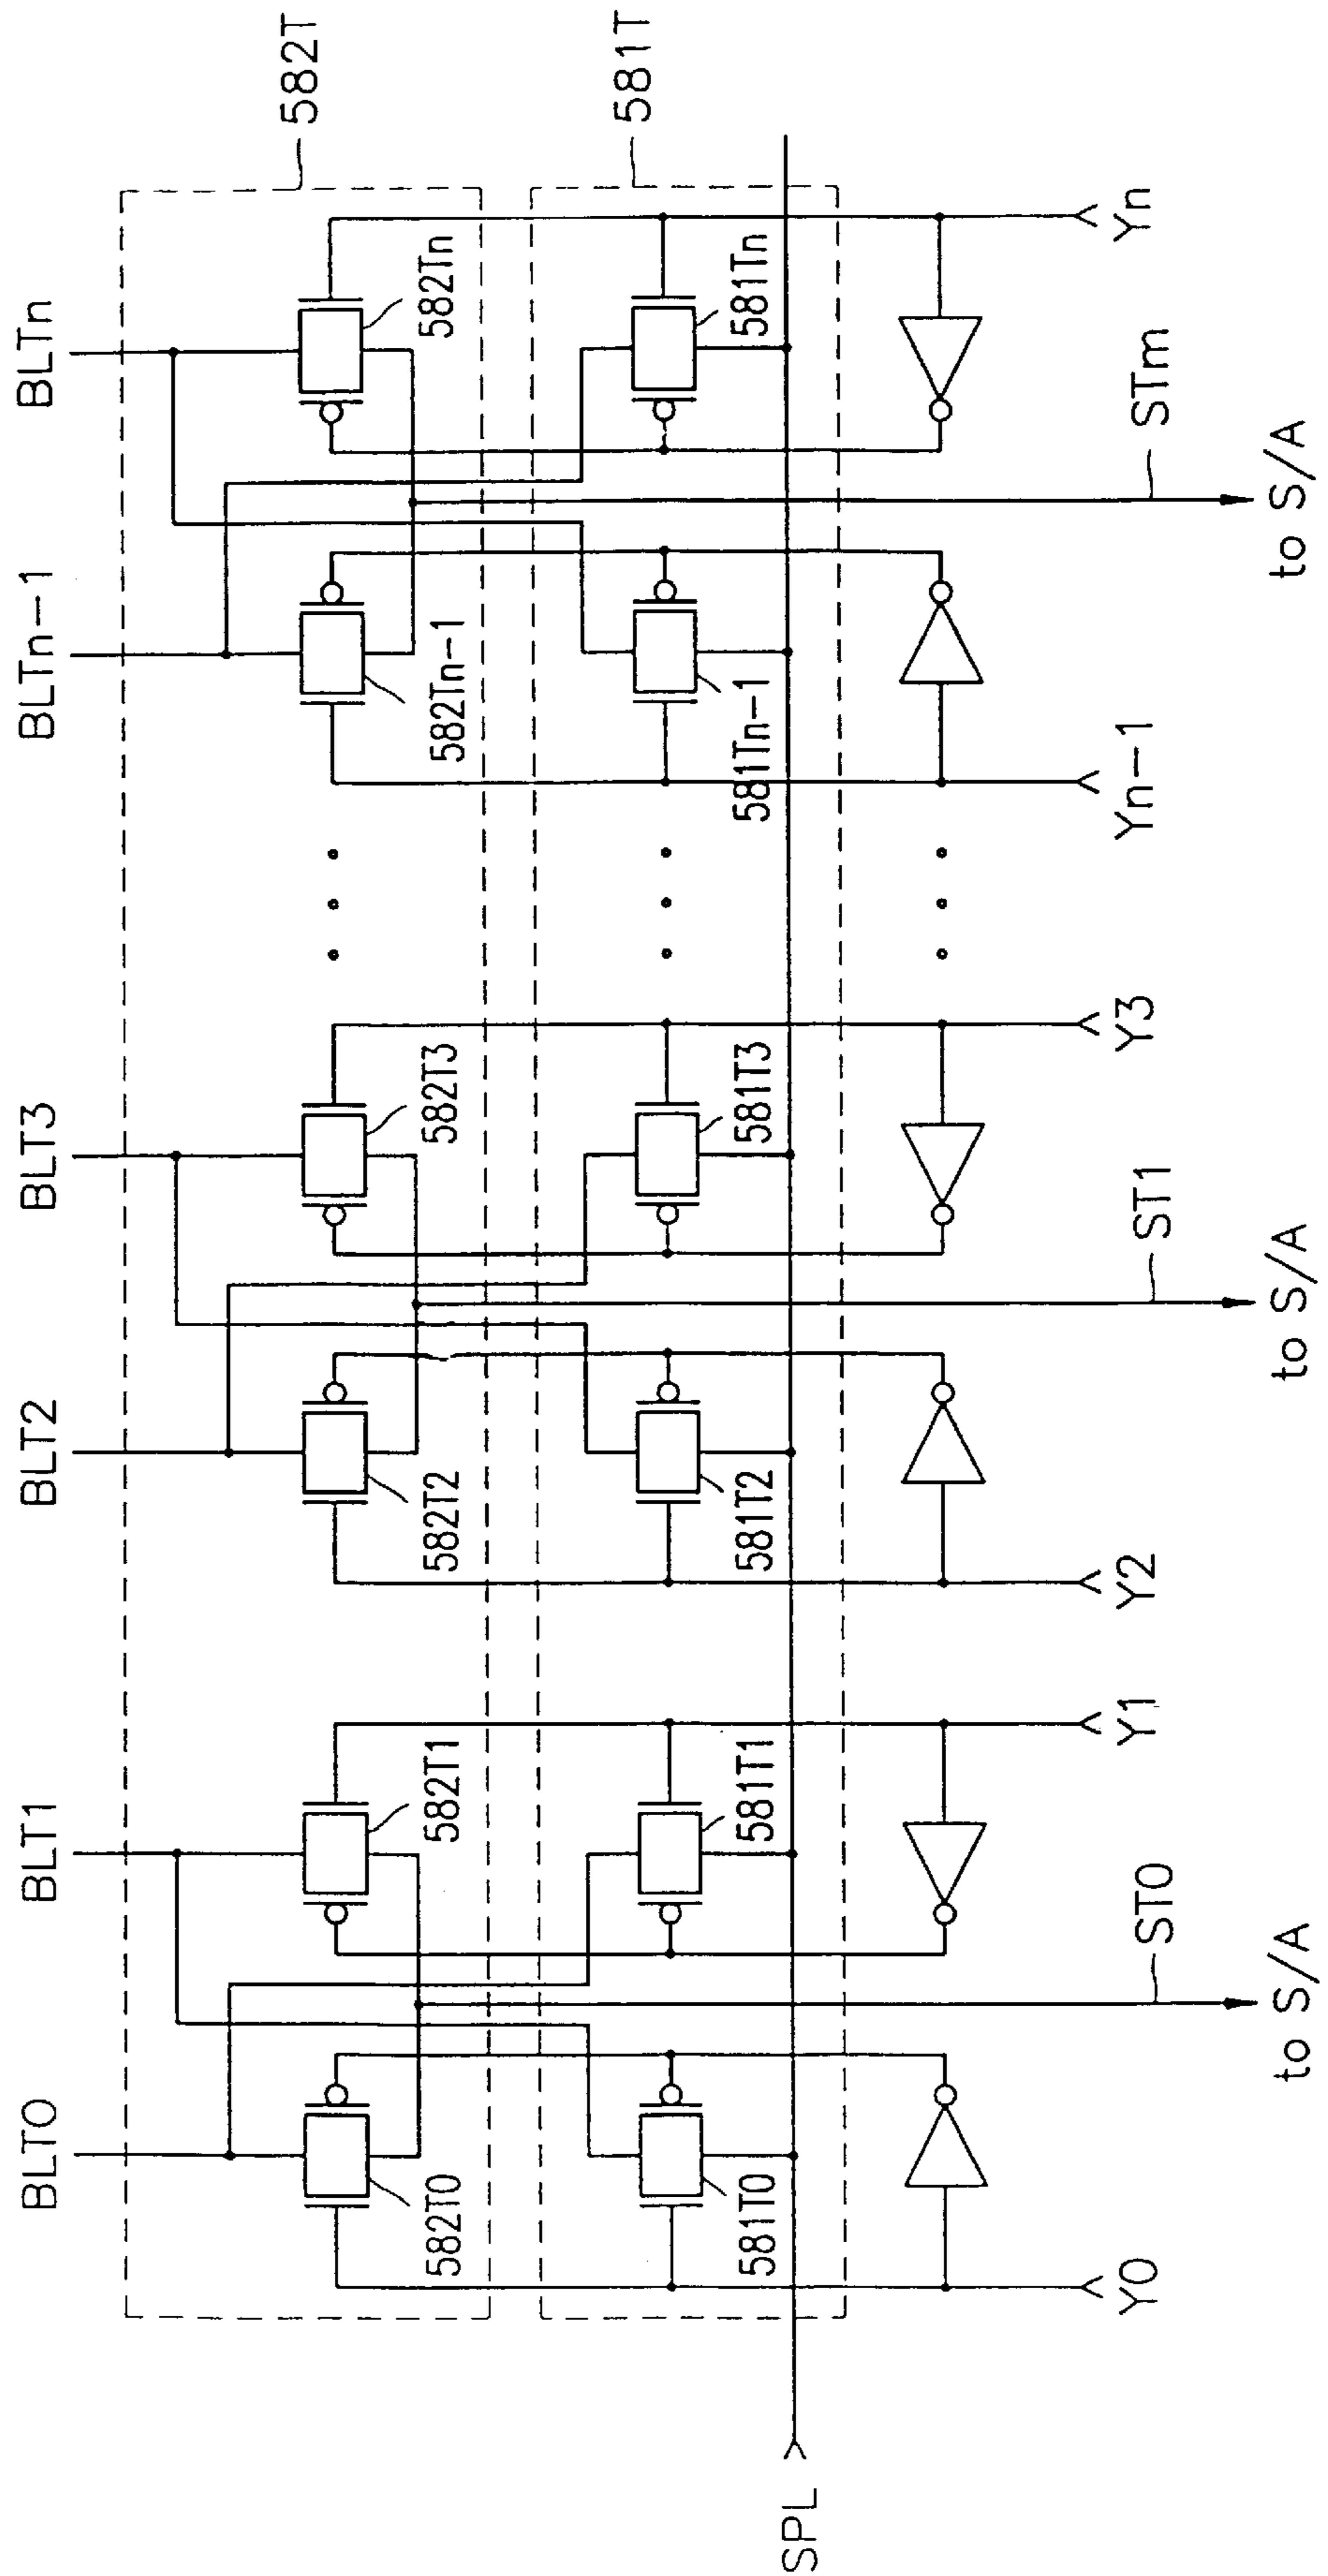 BLT0
BLT1
BLT2
BLT3
BLTn-1
BLTn
582T
582T0
582T1
582T2
582T3
582Tn-1
582Tn
581T
581T0
581T1
581T2
581T3
581Tn-1
581Tn
SPL
Y0
Y1
Y2
Y3
Yn-1
Yn
ST0
ST1
STm
to S/A
to S/A
to S/A